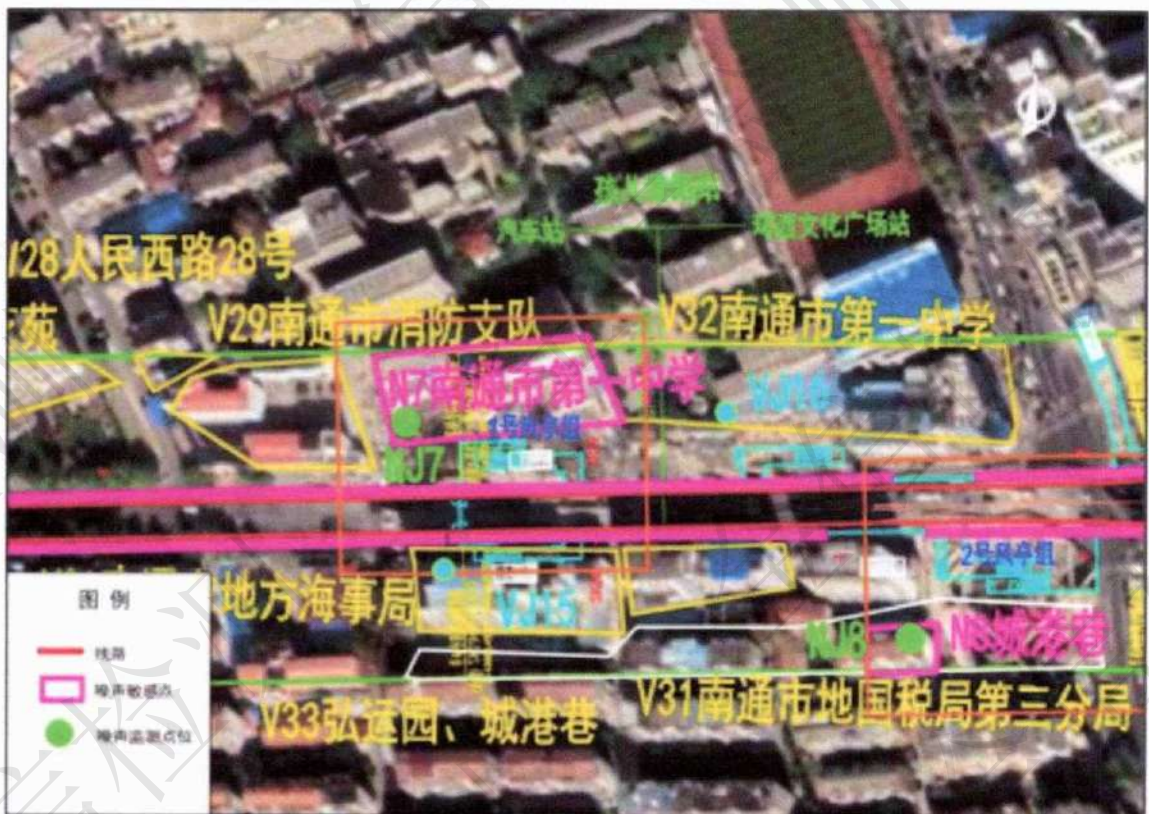 汽车站
V28人民西路28号
V29南通市消防支队
V32南通市第一中学
N7南通市第一中学
VJ16
1号风亭组
NJ7
2号风亭组
地方海事局
VJ15
NJ8
N8城港巷
V33弘运园、城港巷
V31南通市地国税局第三分局
图 例
线路
噪声敏感点
噪声监测点位